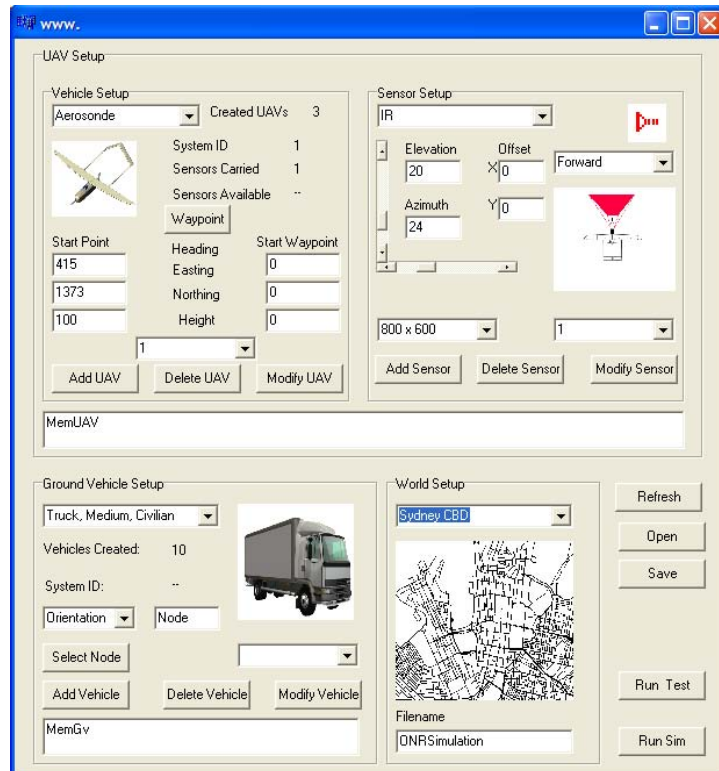 www.
UAV Setup
Vehicle Setup
Aerosonde
Created UAVs 3
System ID 1
Sensors Carried 1
Sensors Available --
Waypoint
Start Point
Heading
Start Waypoint
415
Easting
0
1373
Northing
0
100
Height
0
1
Add UAV
Delete UAV
Modify UAV
Sensor Setup
IR
Elevation
Offset
20
X 0
Forward
Azimuth
Y 0
24
800 x 600
1
Add Sensor
Delete Sensor
Modify Sensor
MemUAV
Ground Vehicle Setup
Truck, Medium, Civilian
Vehicles Created: 10
System ID: --
Orientation
Node
Select Node
Add Vehicle
Delete Vehicle
Modify Vehicle
MemGv
World Setup
Sydney CBD
Filename
ONRSimulation
Refresh
Open
Save
Run Test
Run Sim